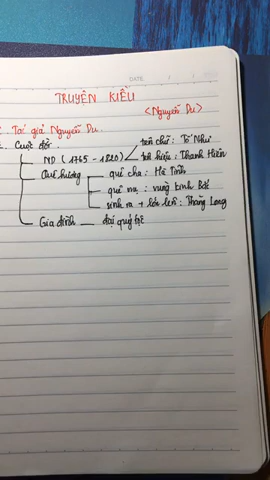 DATE / /
TRUYỆN KIỀU
<Nguyễn Du>
Tác giả Nguyễn Du.
Cuộc đời.
tên chữ: Tố Như
ND (1765 - 1820)
tên hiệu: Thanh Hiên
Quê hương
quê cha: Hà Tĩnh
quê mẹ: vùng kinh Bắc
sinh ra + lớn lên: Thăng Long
Gia đình — đại quý tộc